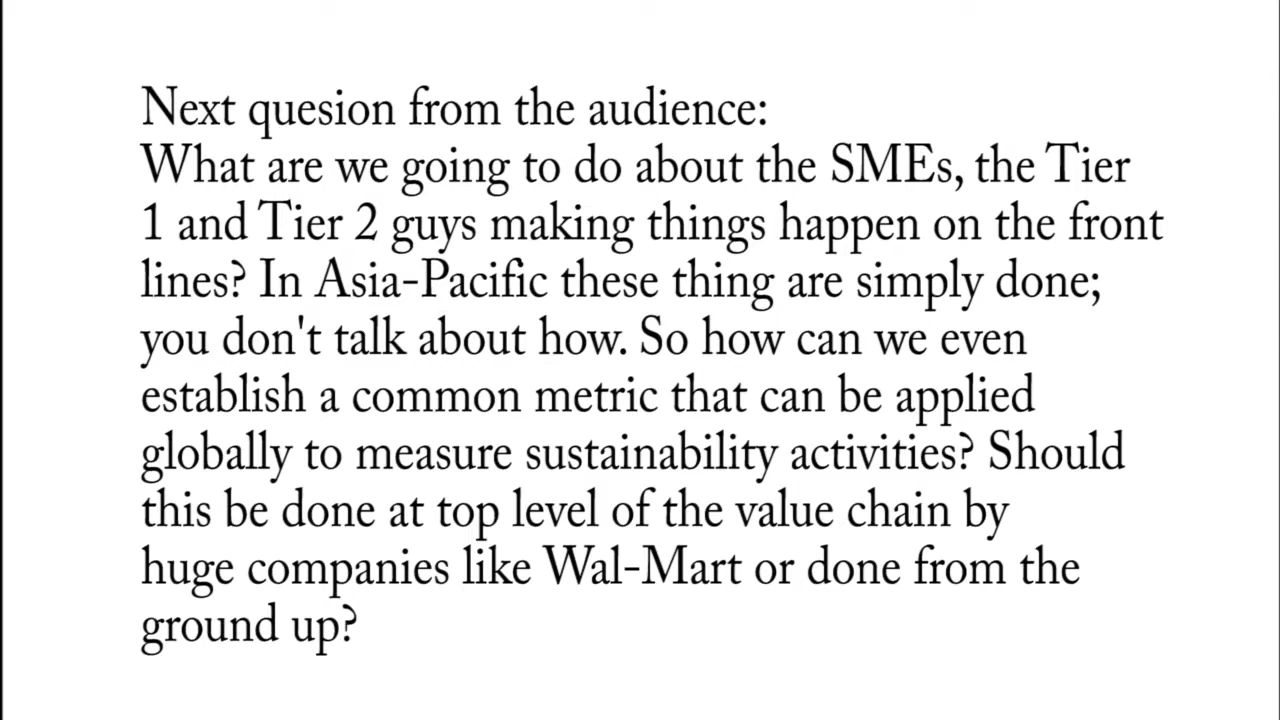 Next quesion from the audience:
What are we going to do about the SMEs, the Tier
1 and Tier 2 guys making things happen on the front
lines? In Asia-Pacific these thing are simply done;
you don't talk about how. So how can we even
establish a common metric that can be applied
globally to measure sustainability activities? Should
this be done at top level of the value chain by
huge companies like Wal-Mart or done from the
ground up?